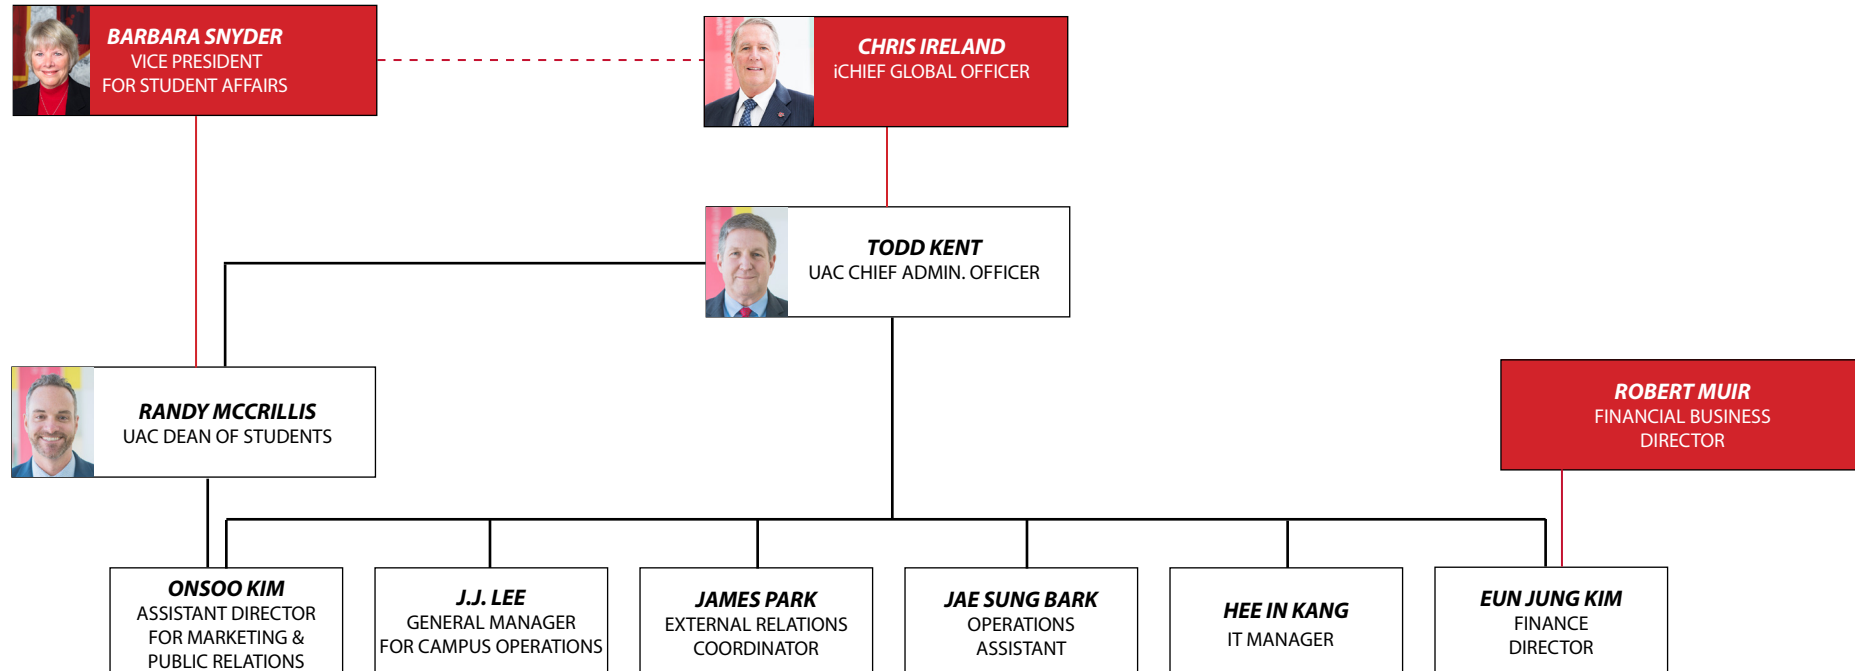 BARBARA SNYDER
VICE PRESIDENT
FOR STUDENT AFFAIRS
CHRIS IRELAND
iCHIEF GLOBAL OFFICER
TODD KENT
UAC CHIEF ADMIN. OFFICER
RANDY MCCRILLIS
UAC DEAN OF STUDENTS
ROBERT MUIR
FINANCIAL BUSINESS
DIRECTOR
ONSOO KIM
ASSISTANT DIRECTOR
FOR MARKETING &
PUBLIC RELATIONS
J.J. LEE
GENERAL MANAGER
FOR CAMPUS OPERATIONS
JAMES PARK
EXTERNAL RELATIONS
COORDINATOR
JAE SUNG BARK
OPERATIONS
ASSISTANT
HEE IN KANG
IT MANAGER
EUN JUNG KIM
FINANCE
DIRECTOR